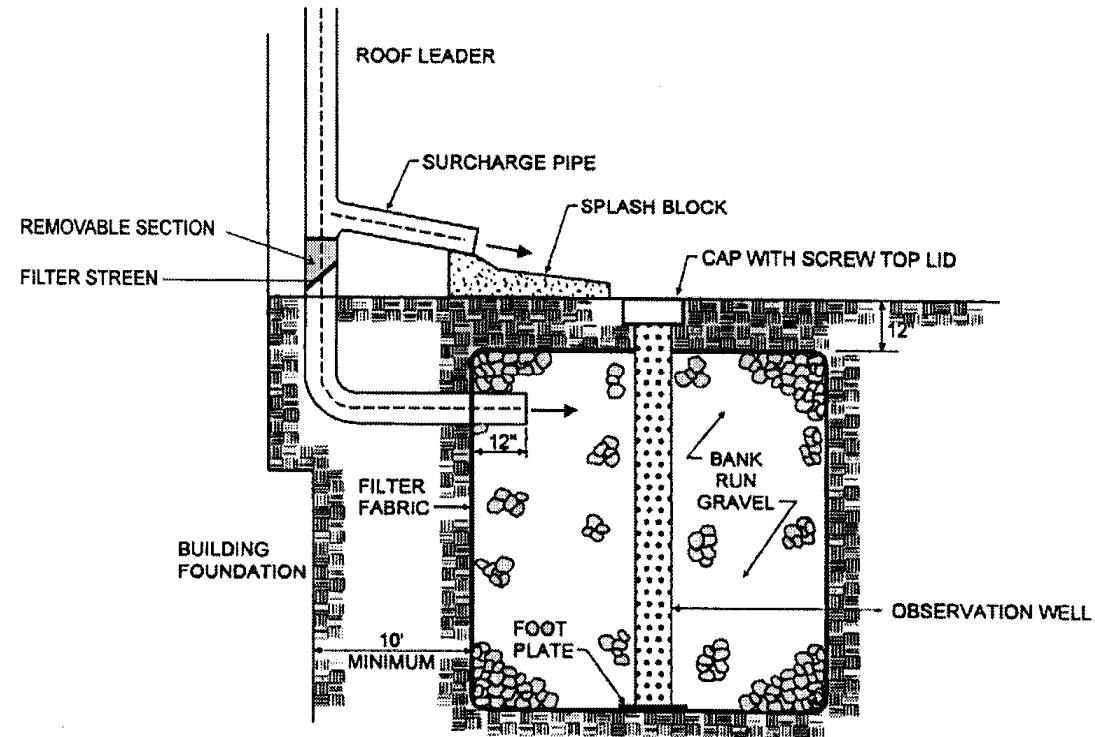 ROOF LEADER
SURCHARGE PIPE
SPLASH BLOCK
REMOVABLE SECTION
CAP WITH SCREW TOP LID
FILTER STREEN
12"
12"
BANK
RUN
GRAVEL
FILTER
FABRIC
BUILDING
FOUNDATION
OBSERVATION WELL
FOOT
PLATE
10'
MINIMUM